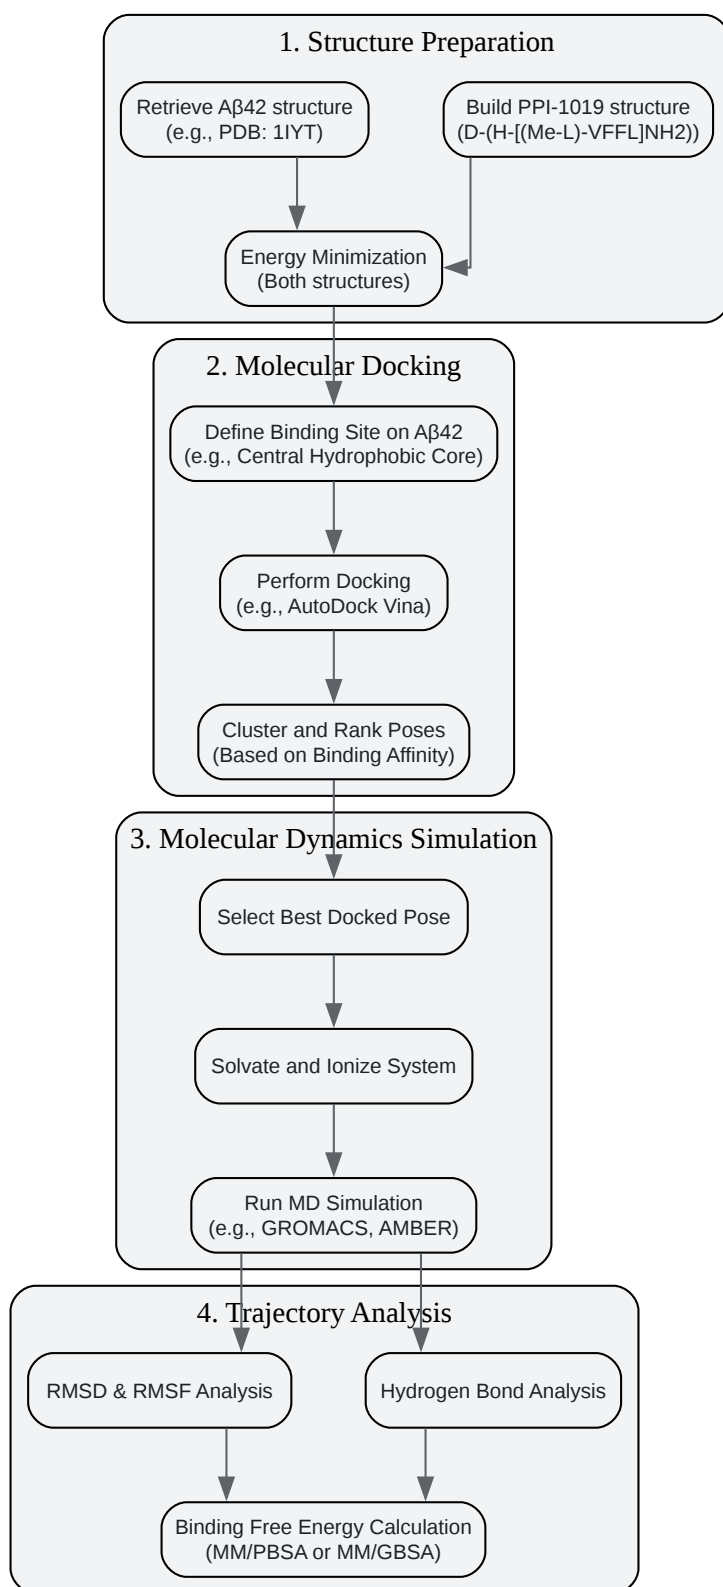 1. Structure Preparation
Retrieve Aβ42 structure
(e.g., PDB: 1IYT)
Build PPI-1019 structure
(D-(H-[(Me-L)-VFFL]NH2))
Energy Minimization
(Both structures)
2. Molecular Docking
Define Binding Site on Aβ42
(e.g., Central Hydrophobic Core)
Perform Docking
(e.g., AutoDock Vina)
Cluster and Rank Poses
(Based on Binding Affinity)
3. Molecular Dynamics Simulation
Select Best Docked Pose
Solvate and Ionize System
Run MD Simulation
(e.g., GROMACS, AMBER)
4. Trajectory Analysis
RMSD & RMSF Analysis
Hydrogen Bond Analysis
Binding Free Energy Calculation
(MM/PBSA or MM/GBSA)